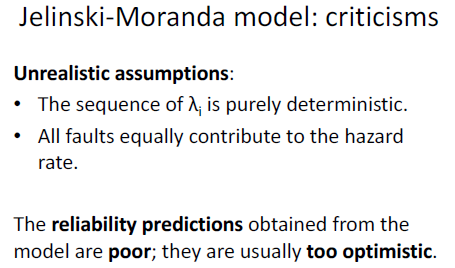 Jelinski-Moranda model: criticisms
Unrealistic assumptions:
• The sequence of λi is purely deterministic.
• All faults equally contribute to the hazard
rate.
The reliability predictions obtained from the
model are poor; they are usually too optimistic.